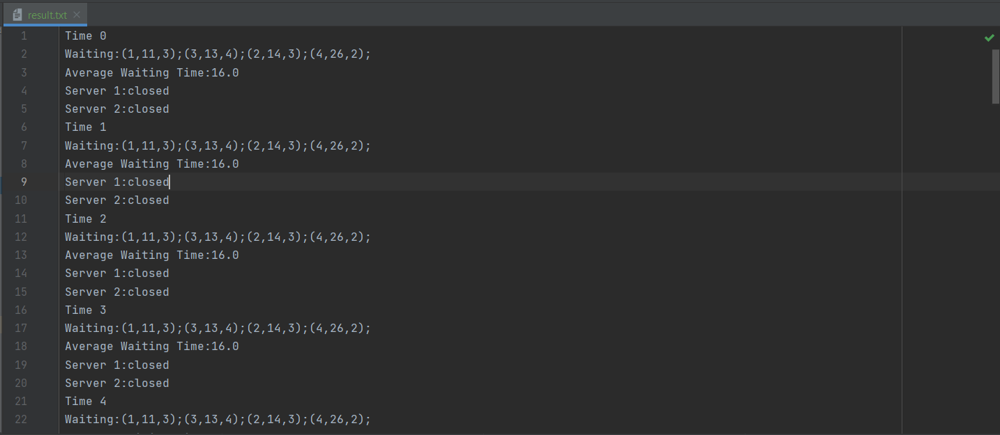 result.txt
1 Time 0
2 Waiting:(1,11,3);(3,13,4);(2,14,3);(4,26,2);
3 Average Waiting Time:16.0
4 Server 1:closed
5 Server 2:closed
6 Time 1
7 Waiting:(1,11,3);(3,13,4);(2,14,3);(4,26,2);
8 Average Waiting Time:16.0
9 Server 1:closed
10 Server 2:closed
11 Time 2
12 Waiting:(1,11,3);(3,13,4);(2,14,3);(4,26,2);
13 Average Waiting Time:16.0
14 Server 1:closed
15 Server 2:closed
16 Time 3
17 Waiting:(1,11,3);(3,13,4);(2,14,3);(4,26,2);
18 Average Waiting Time:16.0
19 Server 1:closed
20 Server 2:closed
21 Time 4
22 Waiting:(1,11,3);(3,13,4);(2,14,3);(4,26,2);